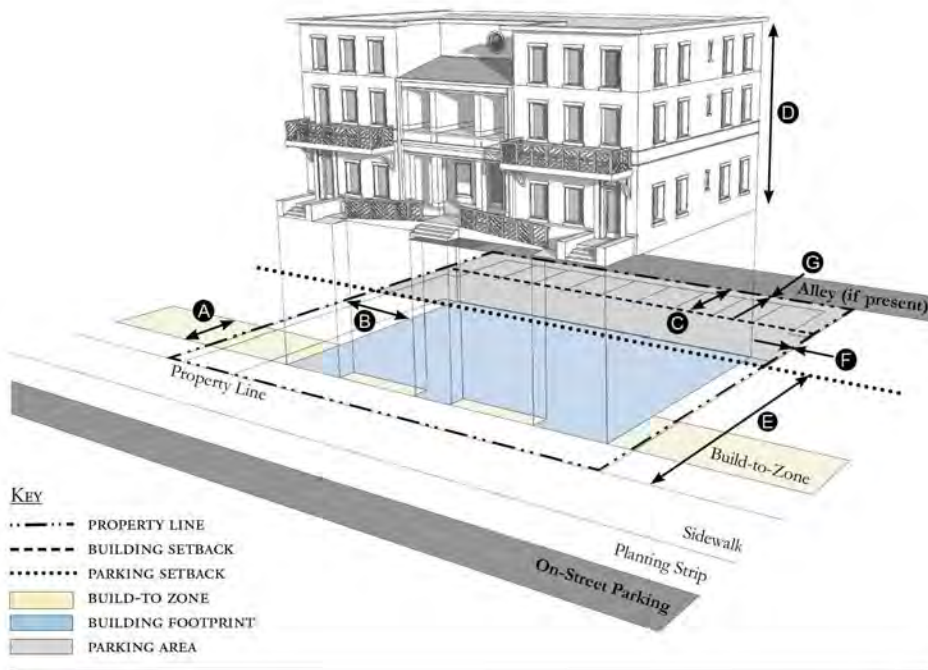 D
G
Alley (if present)
A
B
C
F
Property Line
E
Build-to-Zone
Sidewalk
Planting Strip
On-Street Parking
KEY
PROPERTY LINE
BUILDING SETBACK
PARKING SETBACK
BUILD-TO ZONE
BUILDING FOOTPRINT
PARKING AREA